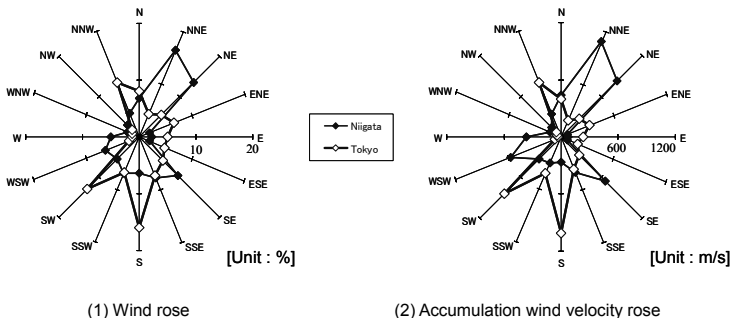 N
NNE
NE
ENE
E
ESE
SE
SSE
S
SSW
SW
WSW
W
WNW
NW
NNW
10
20
[Unit : %]
(1) Wind rose
Niigata
Tokyo
N
NNE
NE
ENE
E
ESE
SE
SSE
S
SSW
SW
WSW
W
WNW
NW
NNW
600
1200
[Unit : m/s]
(2) Accumulation wind velocity rose